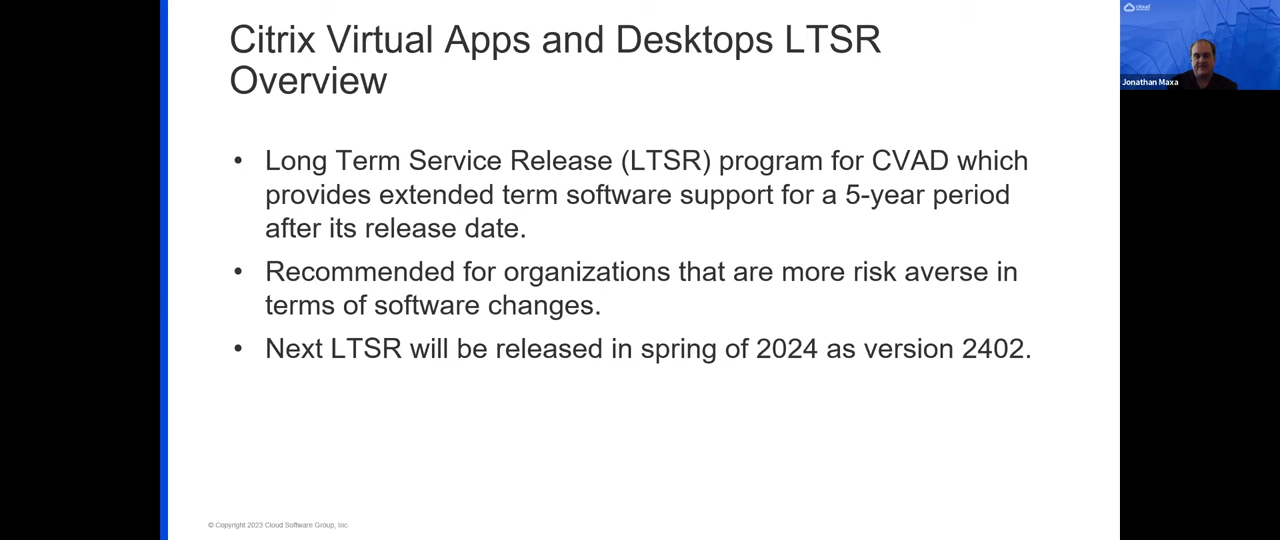 Citrix Virtual Apps and Desktops LTSR
Overview
• Long Term Service Release (LTSR) program for CVAD which
provides extended term software support for a 5-year period
after its release date.
• Recommended for organizations that are more risk averse in
terms of software changes.
• Next LTSR will be released in spring of 2024 as version 2402.
© Copyright 2023 Cloud Software Group, Inc.
cloud
Jonathan Maxa